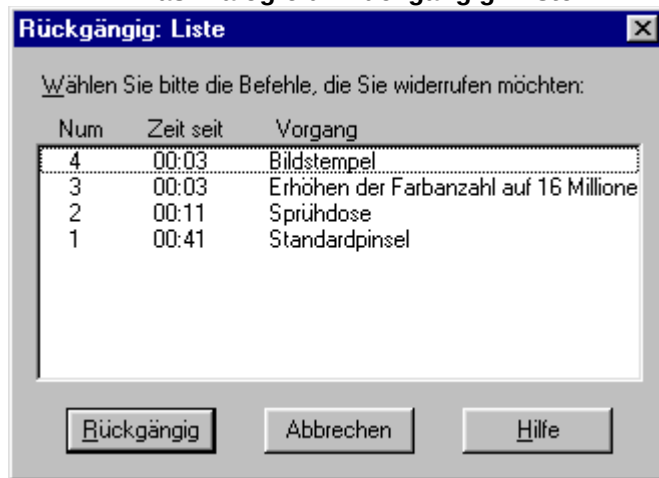 Rückgängig: Liste
Wählen Sie bitte die Befehle, die Sie widerrufen möchten:
Num Zeit seit Vorgang
4 00:03 Bildstempel
3 00:03 Erhöhen der Farbanzahl auf 16 Millione
2 00:11 Sprühdose
1 00:41 Standardpinsel
Rückgängig Abbrechen Hilfe